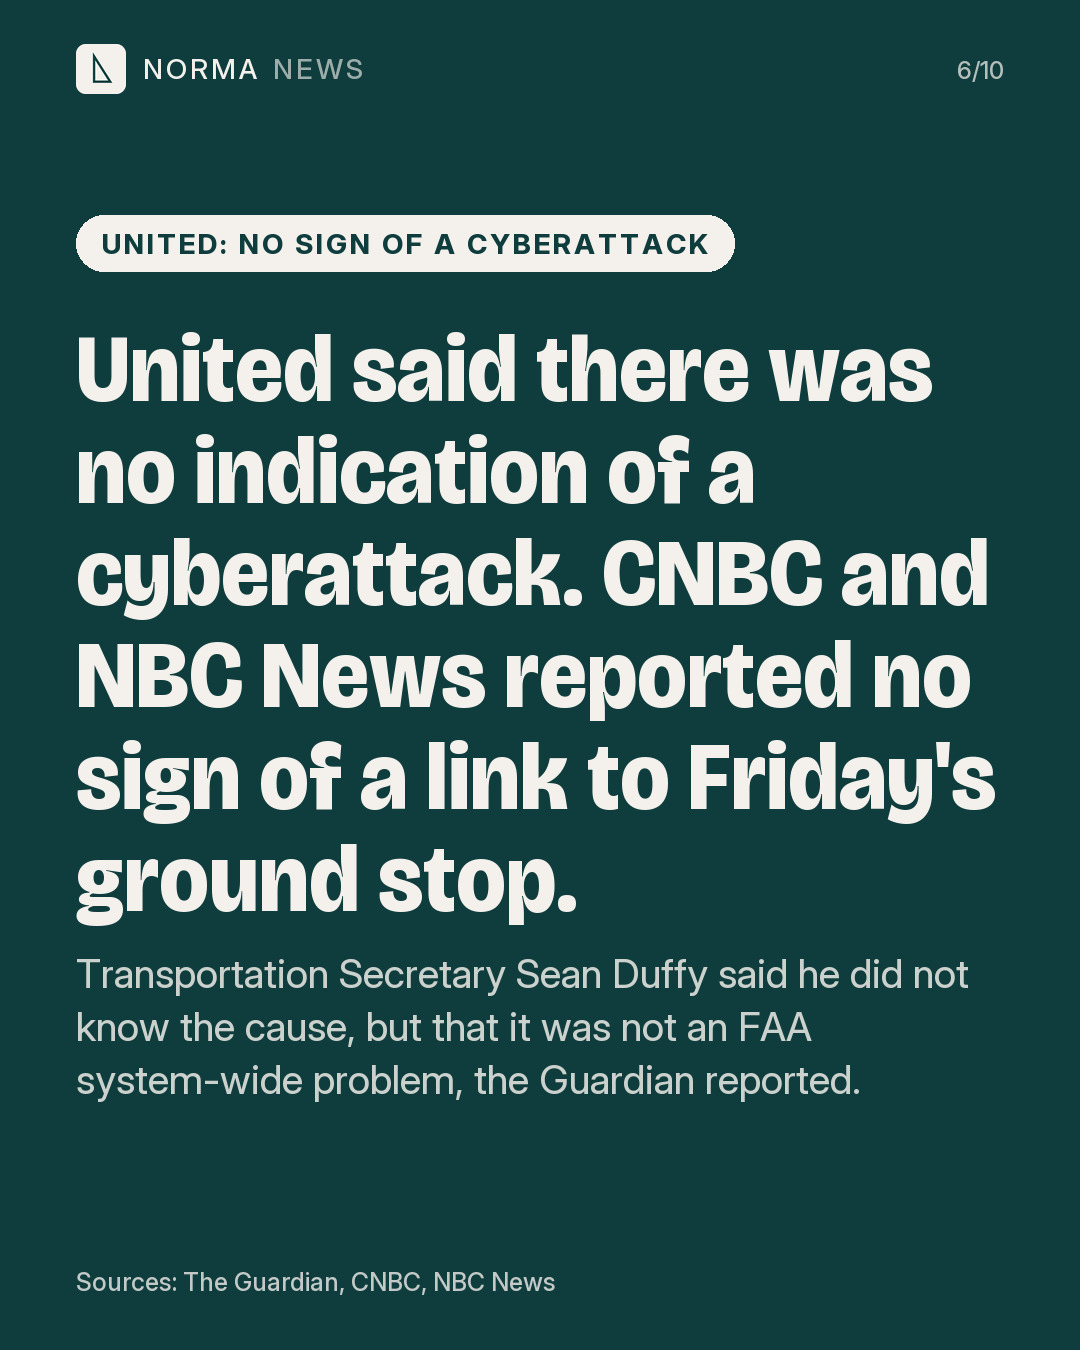 NORMA NEWS
6/10
UNITED: NO SIGN OF A CYBERATTACK
United said there was
no indication of a
cyberattack. CNBC and
NBC News reported no
sign of a link to Friday's
ground stop.
Transportation Secretary Sean Duffy said he did not
know the cause, but that it was not an FAA
system-wide problem, the Guardian reported.
Sources: The Guardian, CNBC, NBC News